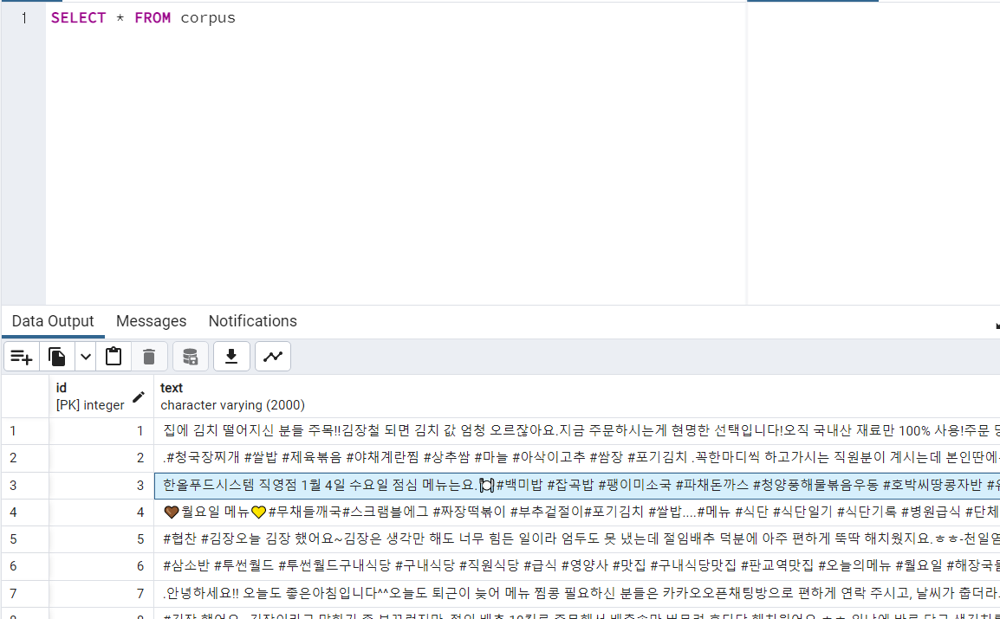 1 SELECT * FROM corpus
Data Output Messages Notifications
id text
[PK] integer character varying (2000)
1 1 집에 김치 떨어지신 분들 주목!!김장철 되면 김치 값 엄청 오르잖아요.지금 주문하시는게 현명한 선택입니다!오직 국내산 재료만 100% 사용!주문
2 2 .#청국장찌개 #쌀밥 #제육볶음 #야채계란찜 #상추쌈 #마늘 #아삭이고추 #쌈장 #포기김치 .꼭한마디씩 하고가시는 직원분이 계시는데 본인딴에
3 3 한올푸드시스템 직영점 1월 4일 수요일 점심 메뉴는요.🍽#백미밥 #잡곡밥 #팽이미소국 #파채돈까스 #청양풍해물볶음우동 #호박씨땅콩자반
4 4 🤎월요일 메뉴💛#무채들깨국#스크램블에그 #짜장떡볶이 #부추겉절이#포기김치 #쌀밥....#메뉴 #식단 #식단일기 #식단기록 #병원급식 #단체
5 5 #협찬 #김장오늘 김장 했어요~김장은 생각만 해도 너무 힘든 일이라 엄두도 못 냈는데 절임배추 덕분에 아주 편하게 뚝딱 해치웠지요.ㅎㅎ-천일염
6 6 #삼소반 #투썬월드 #투썬월드구내식당 #구내식당 #직원식당 #급식 #영양사 #맛집 #구내식당맛집 #판교역맛집 #오늘의메뉴 #월요일 #해장국
7 7 .안녕하세요!! 오늘도 좋은아침입니다^^오늘도 퇴근이 늦어 메뉴 찜콩 필요하신 분들은 카카오오픈채팅방으로 편하게 연락 주시고, 날씨가 춥더라